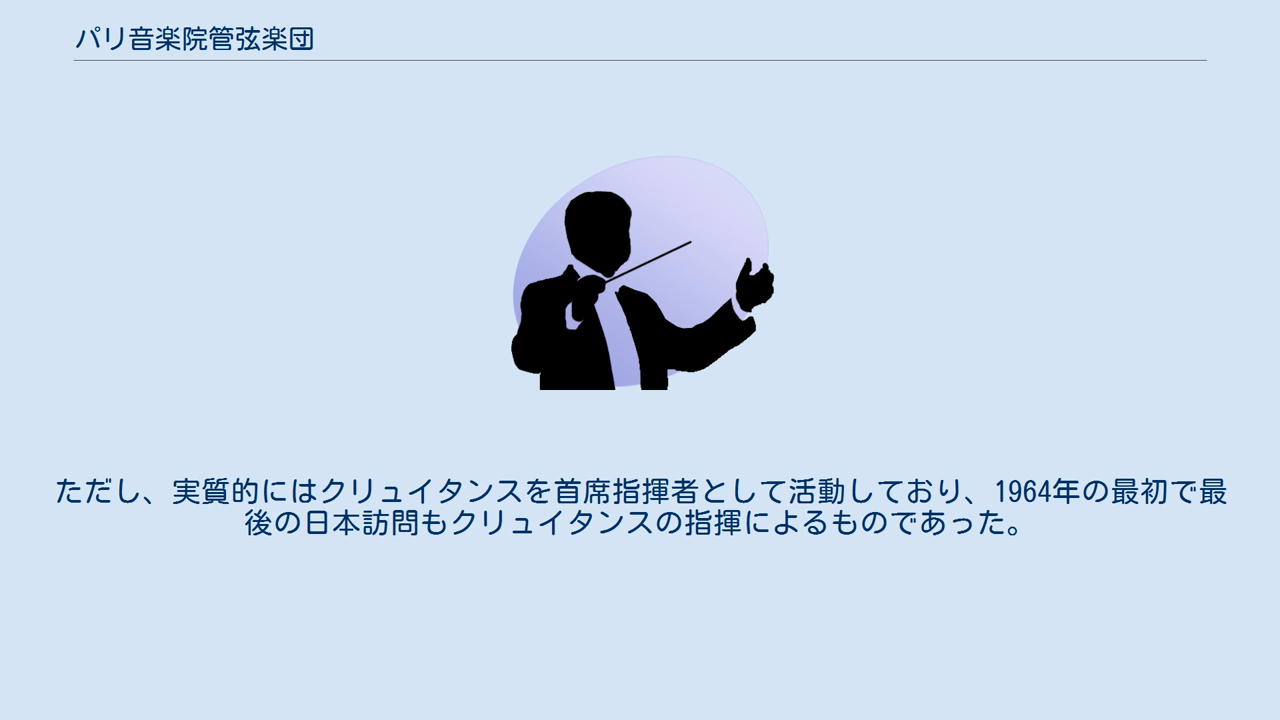 パリ音楽院管弦楽団
ただし、実質的にはクリュイタンスを首席指揮者として活動しており、1964年の最初で最
後の日本訪問もクリュイタンスの指揮によるものであった。